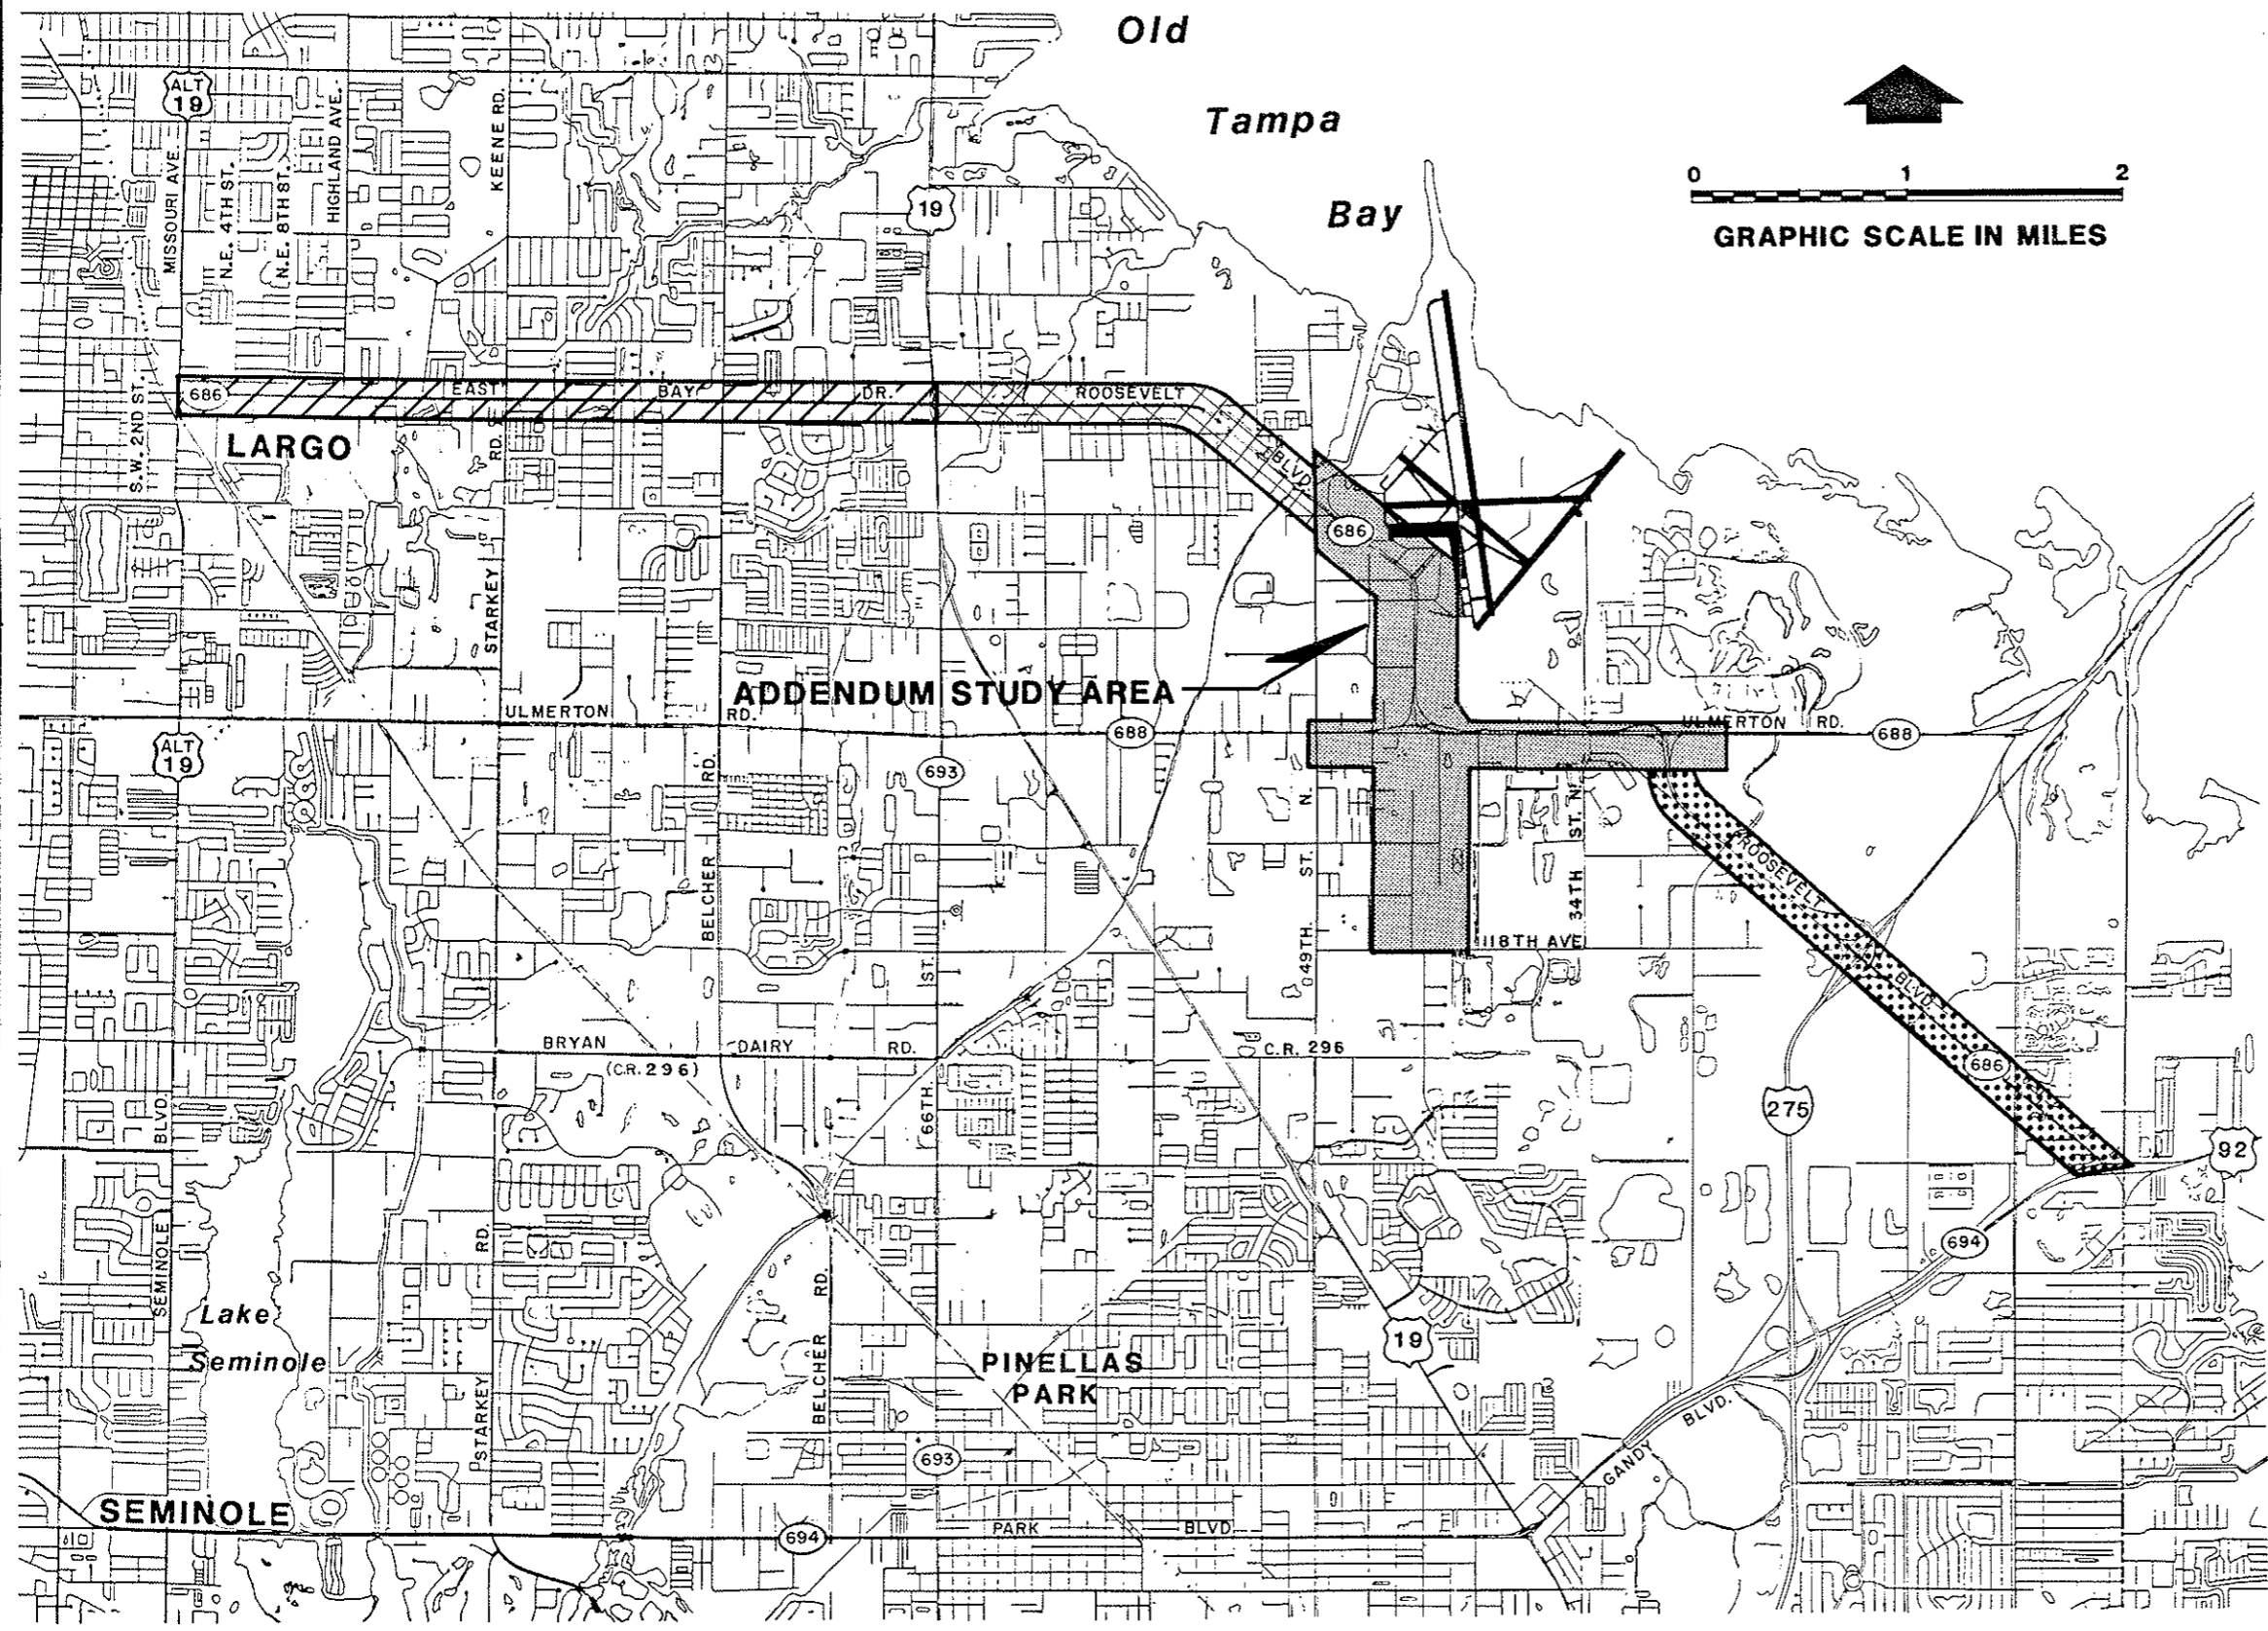 Old
Tampa
Bay
0 1 2
GRAPHIC SCALE IN MILES
ALT 19
MISSOURI AVE.
N.E. 4TH ST.
N.E. 8TH ST.
HIGHLAND AVE.
KEENE RD.
19
S.W. 2ND ST.
686
EAST BAY DR.
ROOSEVELT BLVD.
LARGO
RD.
STARKEY
686
ADDENDUM STUDY AREA
ULMERTON RD.
688
ULMERTON RD.
688
ALT 19
693
BELCHER RD.
49TH. ST. N.
34TH ST. N.
118TH AVE
ROOSEVELT BLVD.
686
ST.
66TH.
BRYAN DAIRY RD.
(C.R. 296)
C.R. 296
275
92
694
BLVD.
SEMINOLE
Lake
Seminole
RD.
STARKEY
BELCHER RD.
PINELLAS
PARK
19
693
GANDY BLVD.
SEMINOLE
694
PARK BLVD.